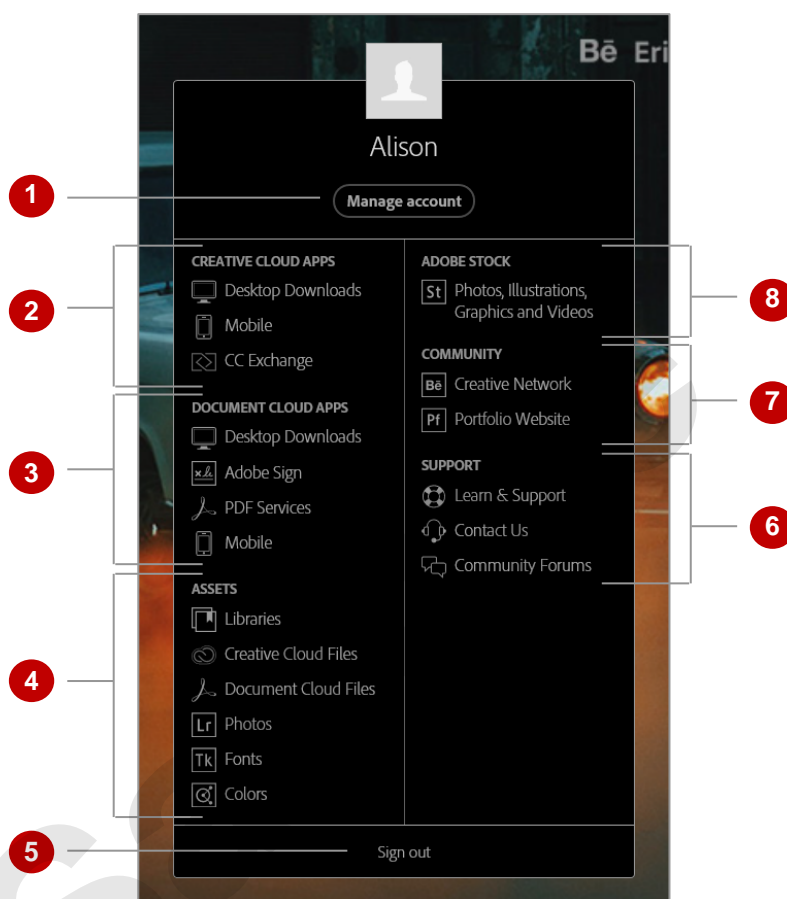 Bē Eri
Alison
1
Manage account
2
CREATIVE CLOUD APPS
Desktop Downloads
Mobile
CC Exchange
3
DOCUMENT CLOUD APPS
Desktop Downloads
Adobe Sign
PDF Services
Mobile
4
ASSETS
Libraries
Creative Cloud Files
Document Cloud Files
Lr Photos
Tk Fonts
Colors
8
ADOBE STOCK
St Photos, Illustrations,
Graphics and Videos
7
COMMUNITY
Bē Creative Network
Pf Portfolio Website
6
SUPPORT
Learn & Support
Contact Us
Community Forums
5
Sign out